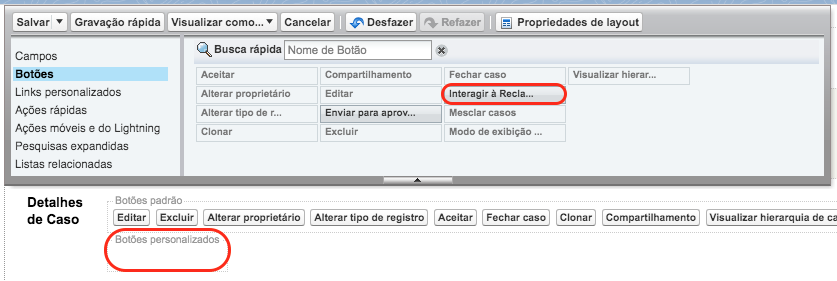 Salvar Gravação rápida Visualizar como... Cancelar Desfazer Refazer Propriedades de layout
Campos
Botões
Links personalizados
Ações rápidas
Ações móveis e do Lightning
Pesquisas expandidas
Listas relacionadas
Busca rápida Nome de Botão
Aceitar Compartilhamento Fechar caso Visualizar hierar...
Alterar proprietário Editar Interagir à Recla...
Alterar tipo de r... Enviar para aprov... Mesclar casos
Clonar Excluir Modo de exibição ...
Detalhes
de Caso
Botões padrão
Editar Excluir Alterar proprietário Alterar tipo de registro Aceitar Fechar caso Clonar Compartilhamento Visualizar hierarquia de ca
Botões personalizados